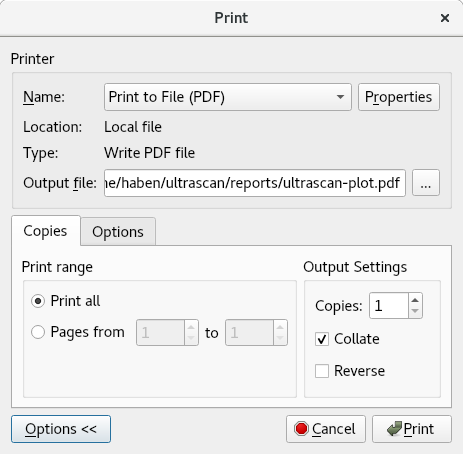 Print
Printer
Name: Print to File (PDF) Properties
Location: Local file
Type: Write PDF file
Output file: ne/haben/ultrascan/reports/ultrascan-plot.pdf ...
Copies Options
Print range Output Settings
Print all Copies: 1
Pages from 1 to 1
Collate
Reverse
Options << Cancel Print